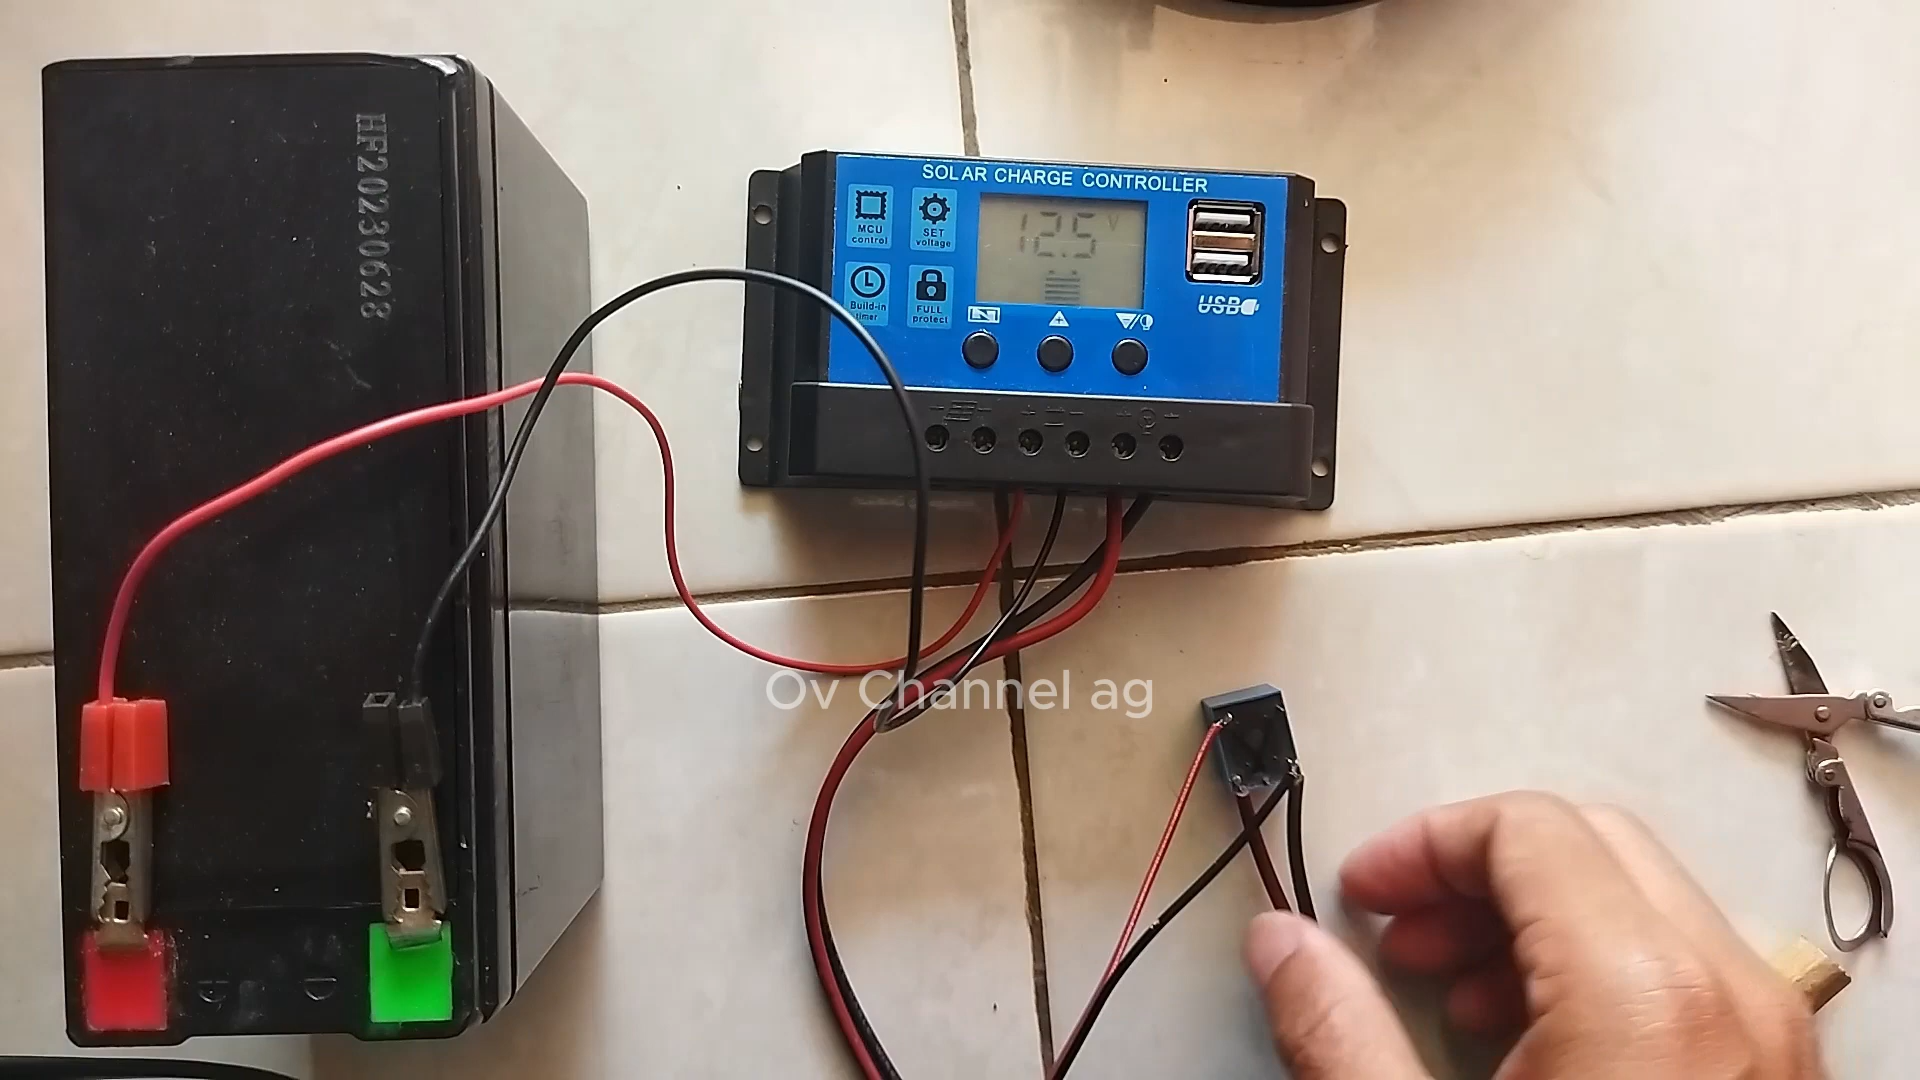 HF20230628
SOLAR CHARGE CONTROLLER
MCU
control
SET
voltage
Build-in
timer
FULL
protect
12.5 V
USB
Ov Channel ag